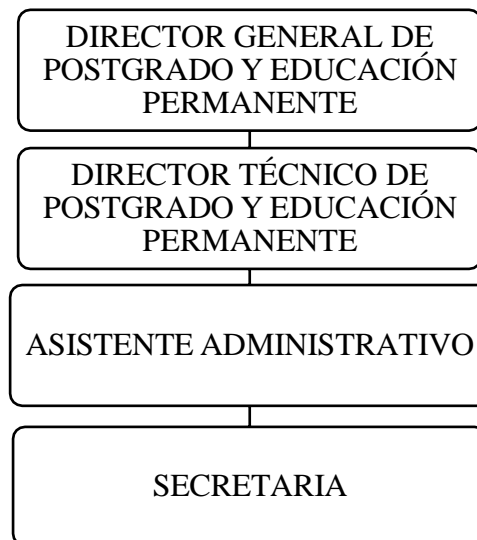 DIRECTOR GENERAL DE
POSTGRADO Y EDUCACIÓN
PERMANENTE
DIRECTOR TÉCNICO DE
POSTGRADO Y EDUCACIÓN
PERMANENTE
ASISTENTE ADMINISTRATIVO
SECRETARIA